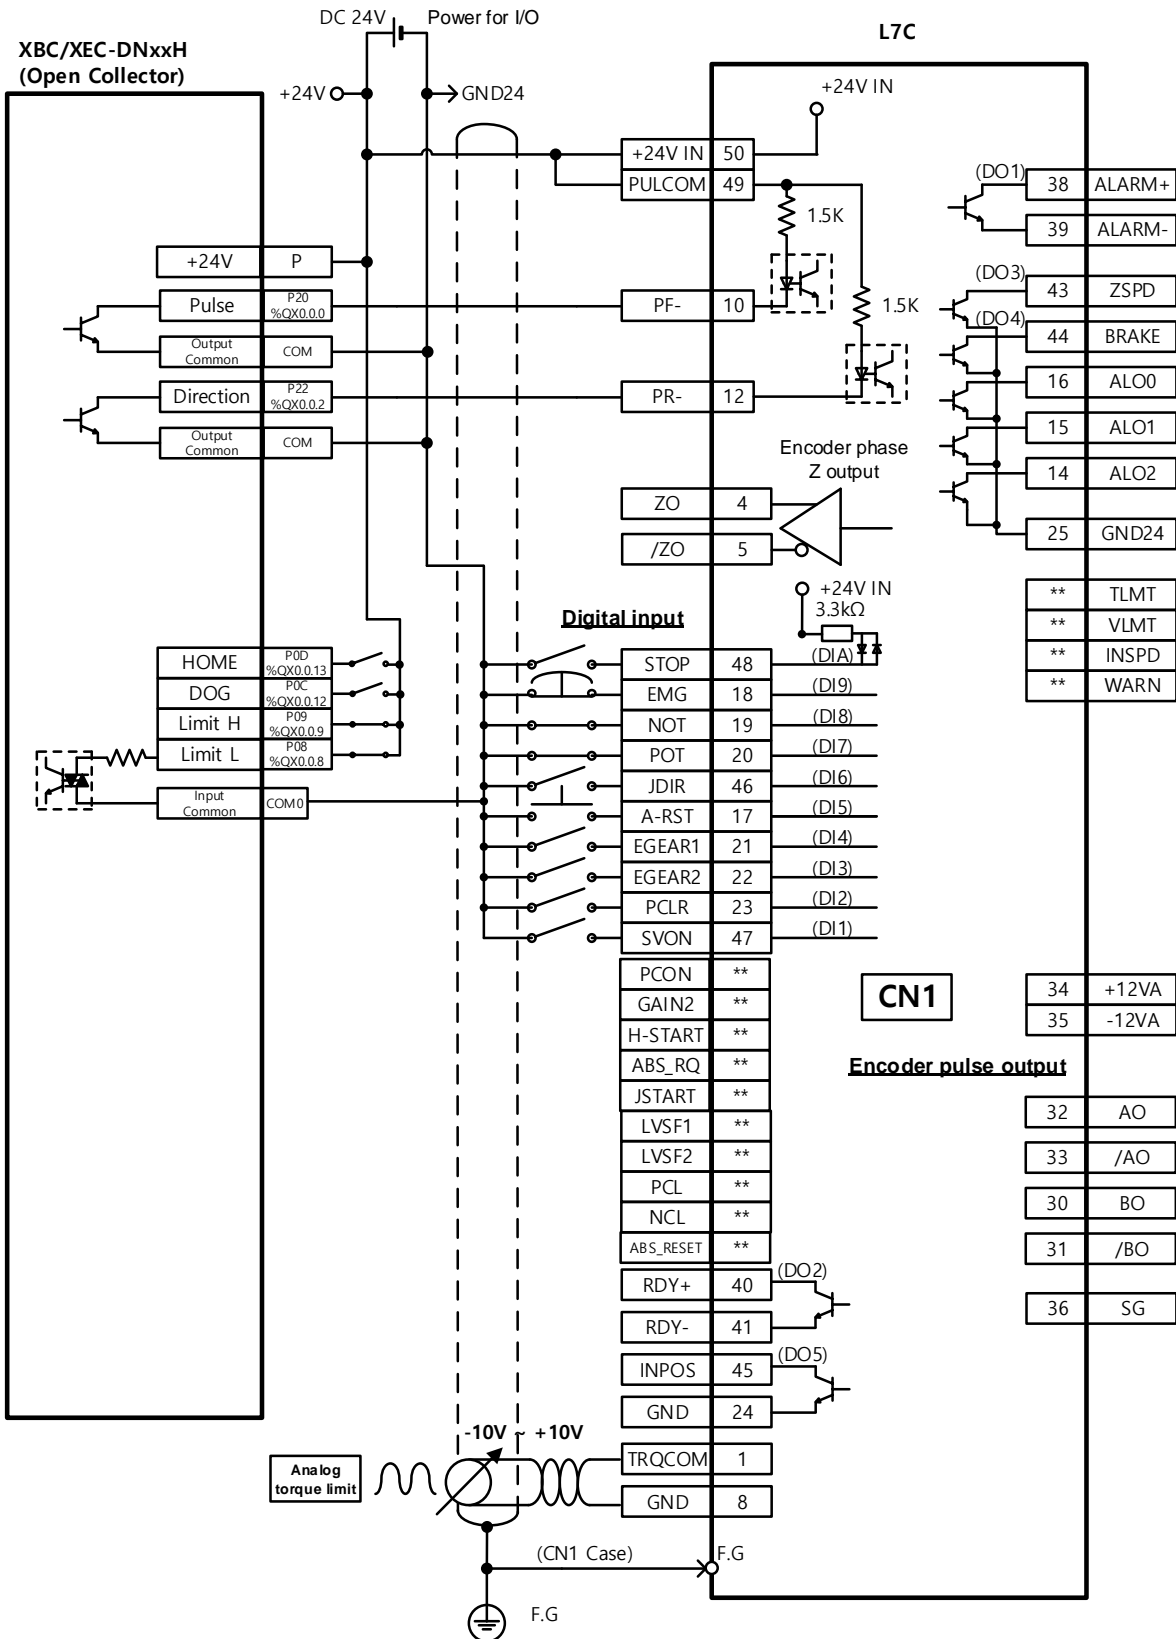 DC 24V
Power for I/O
XBC/XEC-DNxxH
(Open Collector)
L7C
+24V
GND24
+24V IN
+24V IN 50
PULCOM 49
1.5K
1.5K
(DO1)
38 ALARM+
39 ALARM-
+24V P
Pulse P20 %QX0.0.0
Output Common COM
Direction P22 %QX0.0.2
Output Common COM
PF- 10
PR- 12
(DO3)
43 ZSPD
(DO4)
44 BRAKE
16 ALO0
15 ALO1
14 ALO2
25 GND24
Encoder phase
Z output
ZO 4
/ZO 5
+24V IN
3.3kΩ
** TLMT
** VLMT
** INSPD
** WARN
Digital input
HOME P0D %QX0.0.13
DOG P0C %QX0.0.12
Limit H P09 %QX0.0.9
Limit L P08 %QX0.0.8
Input Common COM0
STOP 48 (DIA)
EMG 18 (DI9)
NOT 19 (DI8)
POT 20 (DI7)
JDIR 46 (DI6)
A-RST 17 (DI5)
EGEAR1 21 (DI4)
EGEAR2 22 (DI3)
PCLR 23 (DI2)
SVON 47 (DI1)
PCON **
GAIN2 **
H-START **
ABS_RQ **
JSTART **
LVSF1 **
LVSF2 **
PCL **
NCL **
ABS_RESET **
CN1
34 +12VA
35 -12VA
Encoder pulse output
32 AO
33 /AO
30 BO
31 /BO
36 SG
RDY+ 40 (DO2)
RDY- 41
INPOS 45 (DO5)
GND 24
-10V ~ +10V
Analog
torque limit
TRQCOM 1
GND 8
(CN1 Case)
F.G
F.G